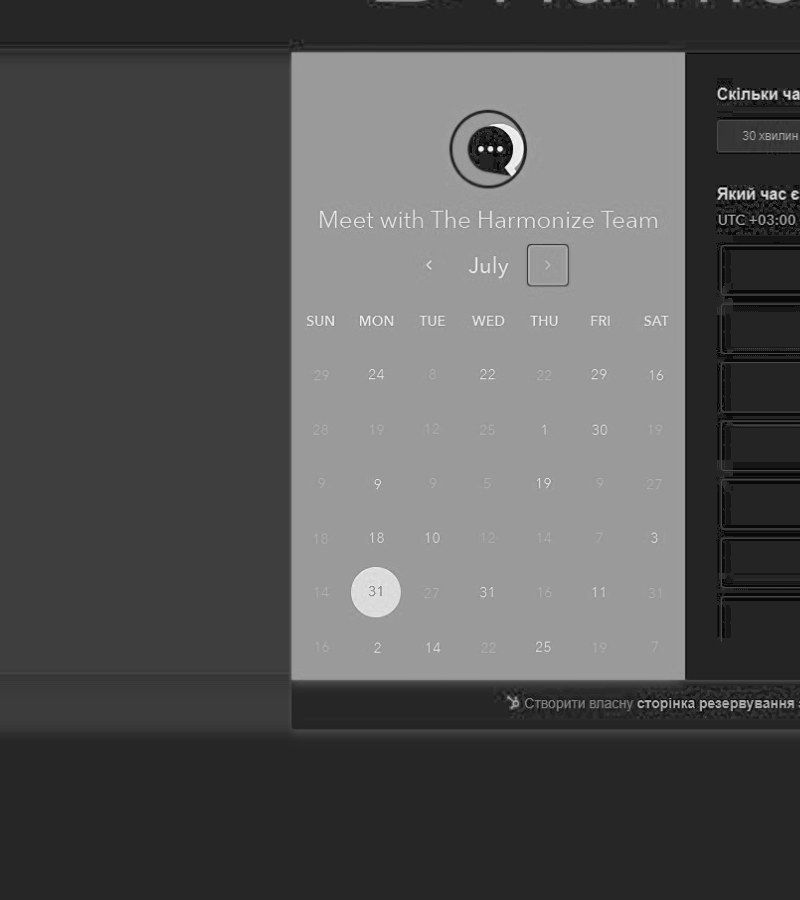 Meet with The Harmonize Team
July
SUN MON TUE WED THU FRI SAT
29 24 8 22 22 29 16
28 19 12 25 1 30 19
9 9 9 5 19 9 27
18 18 10 12 14 7 3
14 31 27 31 16 11 31
16 2 14 22 25 19 7
Скільки ча
30 хвилин
Який час є
UTC +03:00
Створити власну сторінка резервування